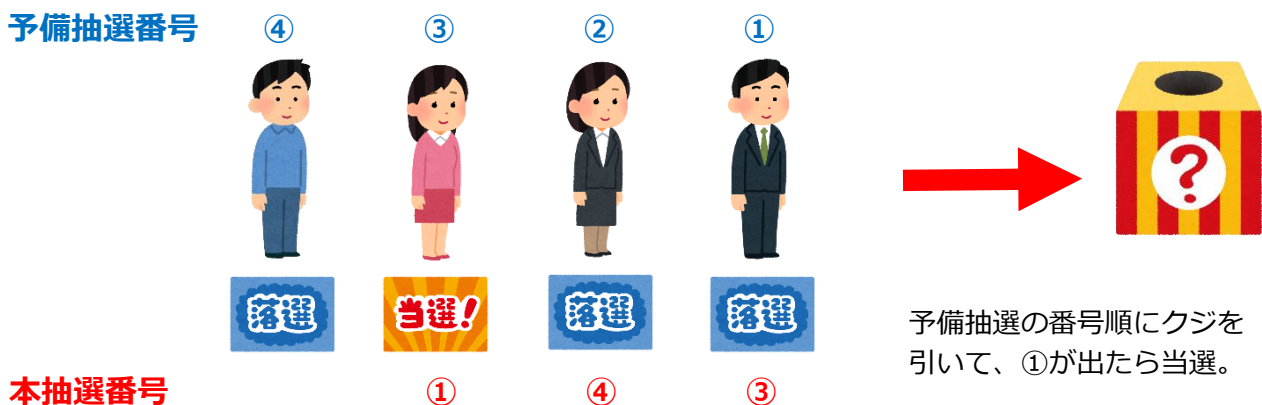 予備抽選番号 ④ ③ ② ①
?
落選 当選! 落選 落選
予備抽選の番号順にクジを
引いて、①が出たら当選。
本抽選番号 ① ④ ③